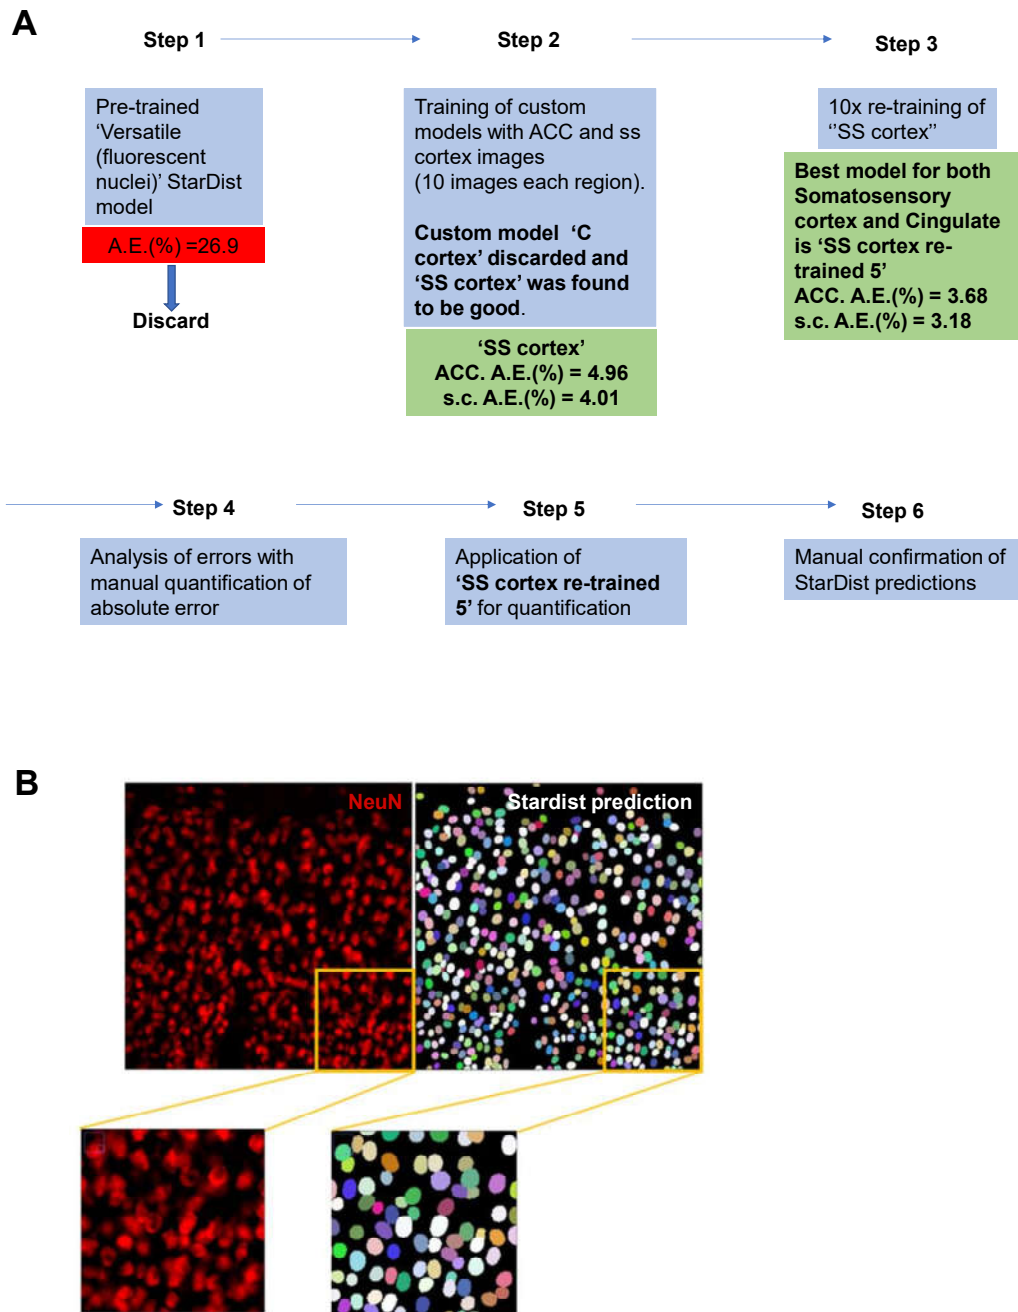 A
Step 1
Step 2
Step 3
Pre-trained
‘Versatile
(fluorescent
nuclei)’ StarDist
model
A.E.(%) =26.9
Discard
Training of custom
models with ACC and ss
cortex images
(10 images each region).
Custom model ‘C
cortex’ discarded and
‘SS cortex’ was found
to be good.
‘SS cortex’
ACC. A.E.(%) = 4.96
s.c. A.E.(%) = 4.01
10x re-training of
‘‘SS cortex’’
Best model for both
Somatosensory
cortex and Cingulate
is ‘SS cortex re-
trained 5’
ACC. A.E.(%) = 3.68
s.c. A.E.(%) = 3.18
Step 4
Step 5
Step 6
Analysis of errors with
manual quantification of
absolute error
Application of
‘SS cortex re-trained
5’ for quantification
Manual confirmation of
StarDist predictions
B
NeuN
Stardist prediction